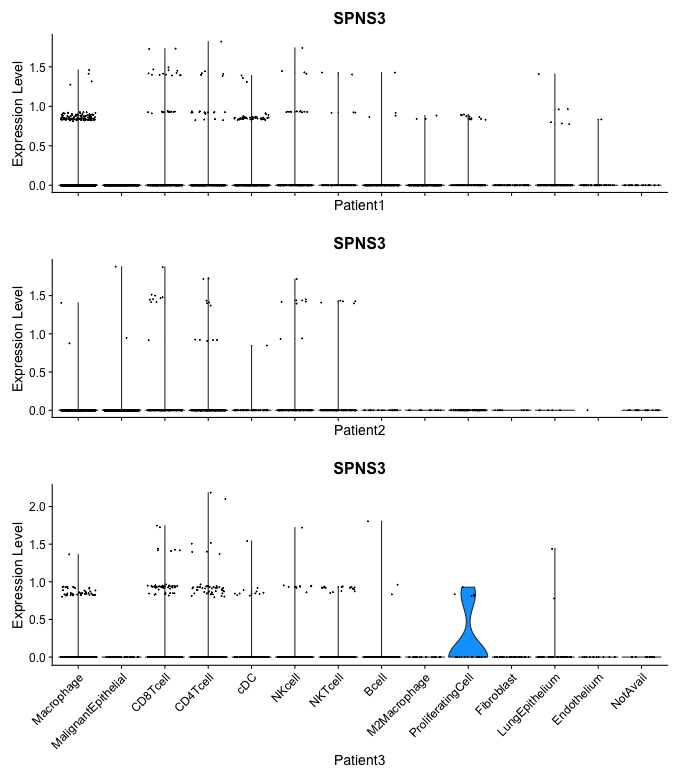 SPNS3
Expression Level
1.5
1.0
0.5
0.0
Patient1
SPNS3
Expression Level
1.5
1.0
0.5
0.0
Patient2
SPNS3
Expression Level
2.0
1.5
1.0
0.5
0.0
Macrophage
MalignantEpithelial
CD8Tcell
CD4Tcell
cDC
NKcell
NKTcell
Bcell
M2Macrophage
ProliferatingCell
Fibroblast
LungEpithelium
Endothelium
NotAvail
Patient3